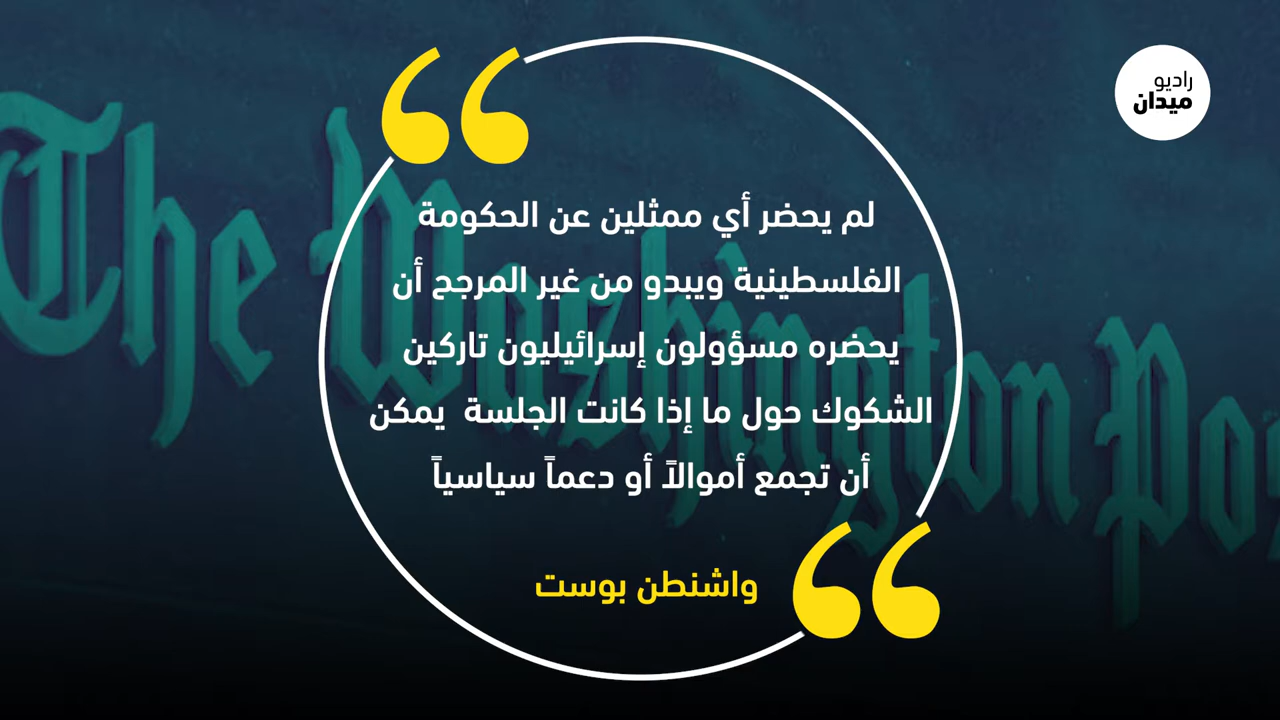 راديو
ميدان
The Washington Pos
لم يحضر أي ممثلين عن الحكومة
الفلسطينية ويبدو من غير المرجح أن
يحضره مسؤولون إسرائيليون تاركين
الشكوك حول ما إذا كانت الجلسة يمكن
أن تجمع أموالاً أو دعماً سياسياً
واشنطن بوست